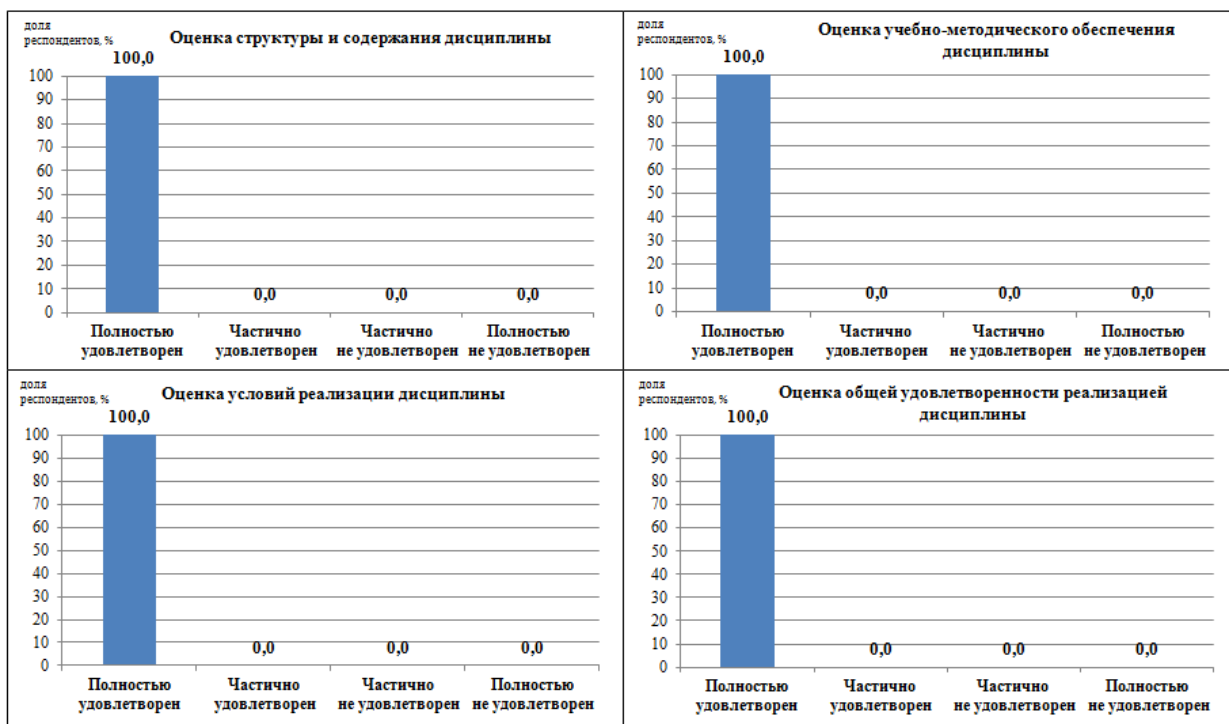 доля
респондентов, %
Оценка структуры и содержания дисциплины
100,0
100
90
80
70
60
50
40
30
20
10
0
0,0 0,0 0,0
Полностью Частично Частично Полностью
удовлетворен удовлетворен не удовлетворен не удовлетворен
доля
респондентов, %
Оценка учебно-методического обеспечения
дисциплины
100,0
100
90
80
70
60
50
40
30
20
10
0
0,0 0,0 0,0
Полностью Частично Частично Полностью
удовлетворен удовлетворен не удовлетворен не удовлетворен
доля
респондентов, %
Оценка условий реализации дисциплины
100,0
100
90
80
70
60
50
40
30
20
10
0
0,0 0,0 0,0
Полностью Частично Частично Полностью
удовлетворен удовлетворен не удовлетворен не удовлетворен
доля
респондентов, %
Оценка общей удовлетворенности реализацией
дисциплины
100,0
100
90
80
70
60
50
40
30
20
10
0
0,0 0,0 0,0
Полностью Частично Частично Полностью
удовлетворен удовлетворен не удовлетворен не удовлетворен